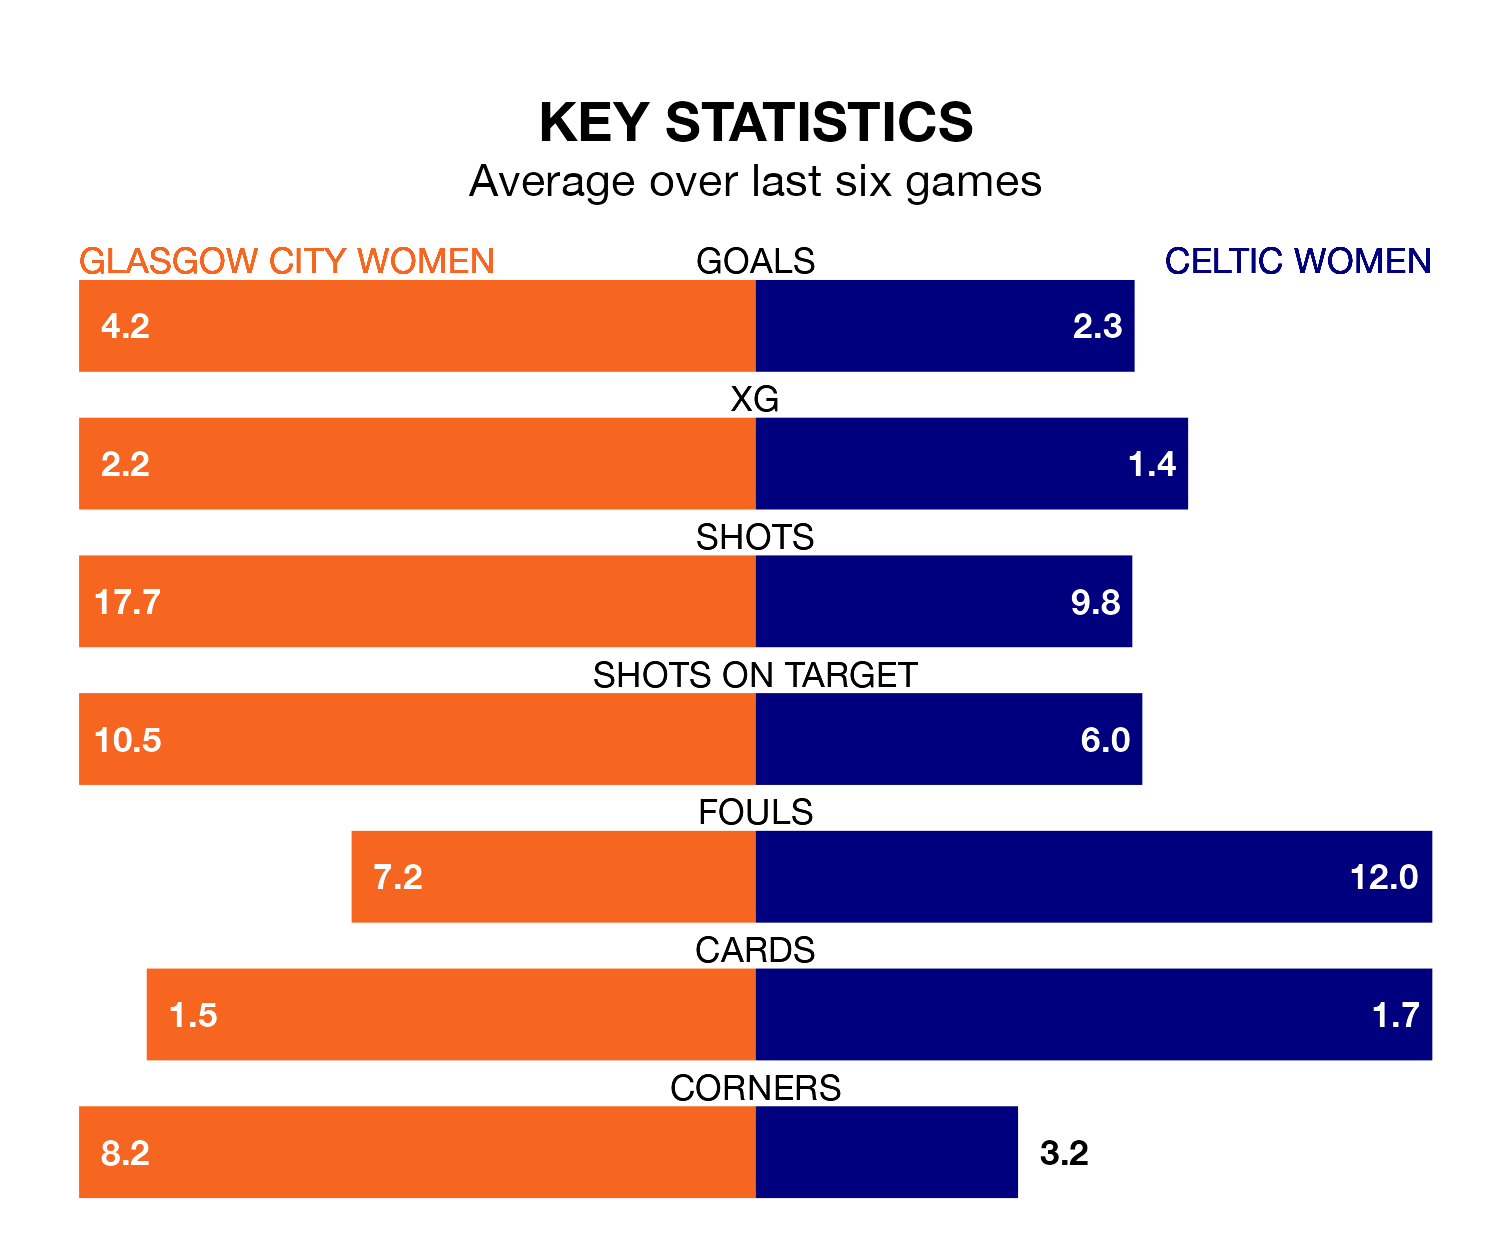 KEY STATISTICS
Average over last six games
GLASGOW CITY WOMEN GOALS CELTIC WOMEN
4.2 2.3
XG
2.2 1.4
SHOTS
17.7 9.8
SHOTS ON TARGET
10.5 6.0
FOULS
7.2 12.0
CARDS
1.5 1.7
CORNERS
8.2 3.2